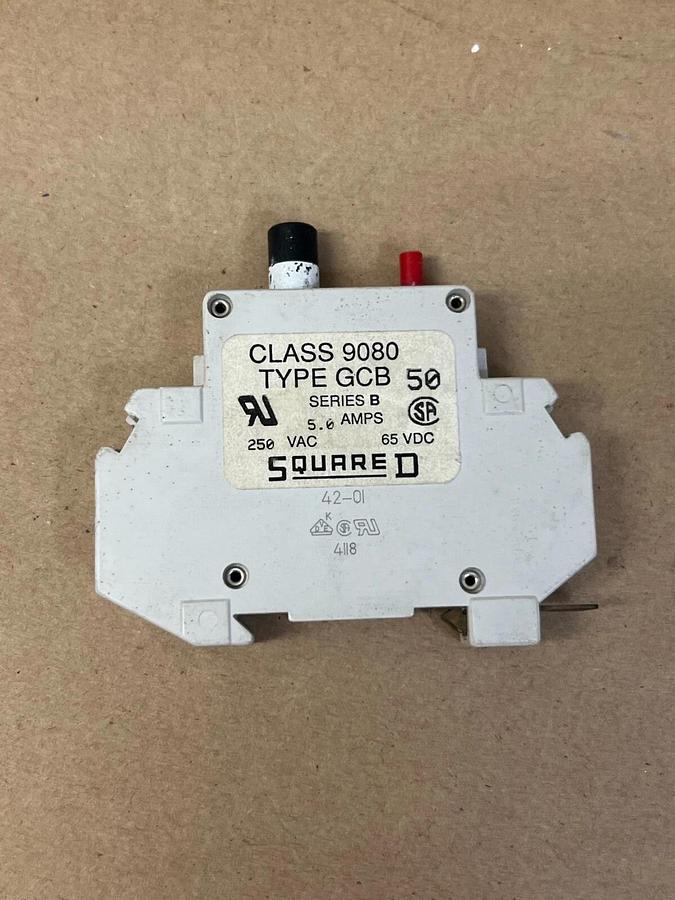 CLASS 9080
TYPE GCB 50
SERIES B
5.0 AMPS
250 VAC 65 VDC
SQUARE D
42-01
K
4118